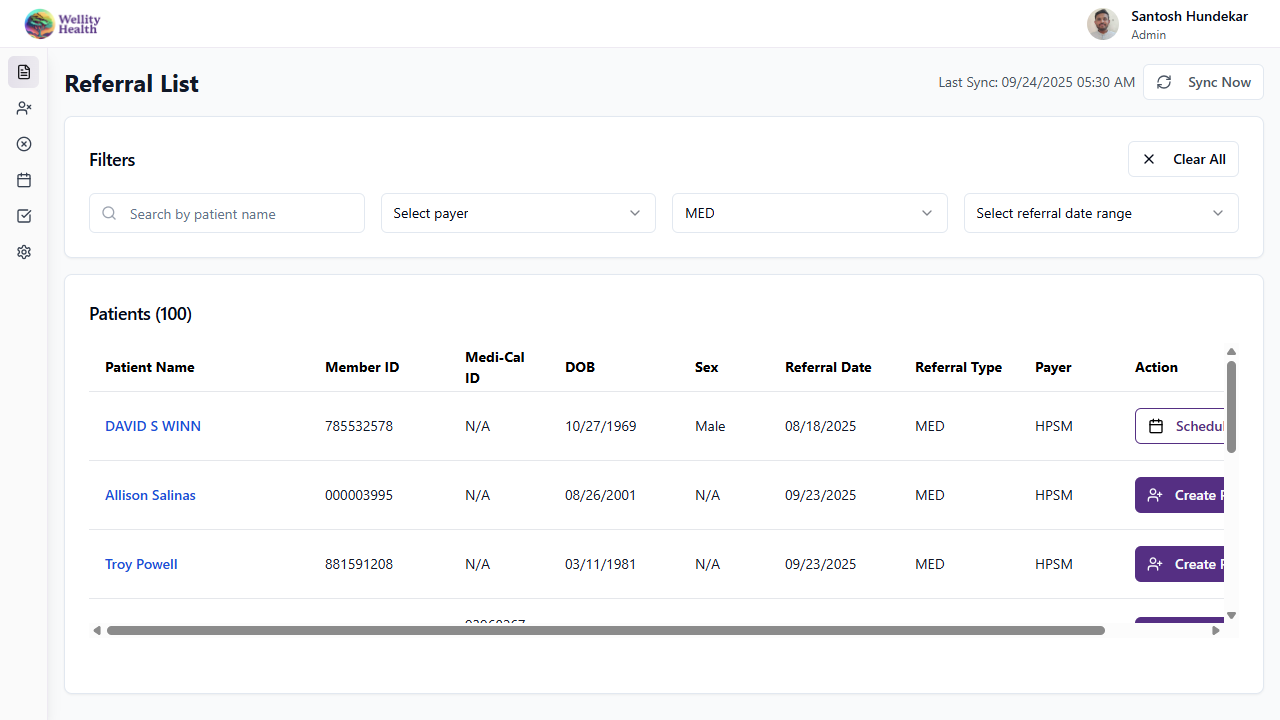 Wellity
Health
Santosh Hundekar
Admin
Referral List
Last Sync: 09/24/2025 05:30 AM
Sync Now
Filters
Clear All
Search by patient name
Select payer
MED
Select referral date range
Patients (100)
Patient Name Member ID Medi-Cal ID DOB Sex Referral Date Referral Type Payer Action
DAVID S WINN 785532578 N/A 10/27/1969 Male 08/18/2025 MED HPSM Schedul
Allison Salinas 000003995 N/A 08/26/2001 N/A 09/23/2025 MED HPSM Create
Troy Powell 881591208 N/A 03/11/1981 N/A 09/23/2025 MED HPSM Create